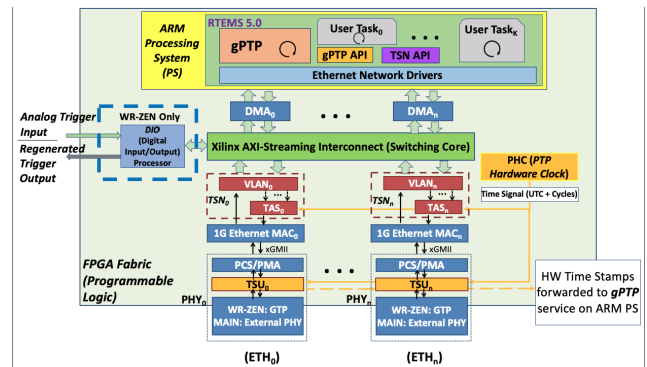 ARM
Processing
System
(PS)
RTEMS 5.0
gPTP
User Task0
gPTP API
TSN API
User TaskK
Ethernet Network Drivers
DMA0
DMAn
Analog Trigger
Input
Regenerated
Trigger
Output
WR-ZEN Only
DIO
(Digital
Input/Output)
Processor
Xilinx AXI-Streaming Interconnect (Switching Core)
PHC (PTP
Hardware Clock)
Time Signal (UTC + Cycles)
VLAN0
...
TSN0
TAS0
VLANn
...
TSNn
TASn
1G Ethernet MAC0
1G Ethernet MACn
xGMII
xGMII
FPGA Fabric
(Programmable
Logic)
PCS/PMA
TSU0
PHY0
WR-ZEN: GTP
MAIN: External PHY
PCS/PMA
TSUn
PHYn
WR-ZEN: GTP
MAIN: External PHY
HW Time Stamps
forwarded to gPTP
service on ARM PS
(ETH0)
(ETHn)